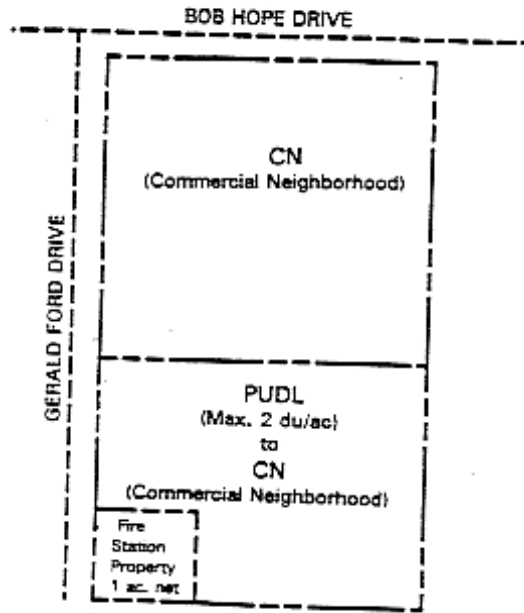 BOB HOPE DRIVE
CN
(Commercial Neighborhood)
GERALD FORD DRIVE
PUDL
(Max. 2 du/ac)
to
CN
(Commercial Neighborhood)
Fire
Station
Property
1 ac. net